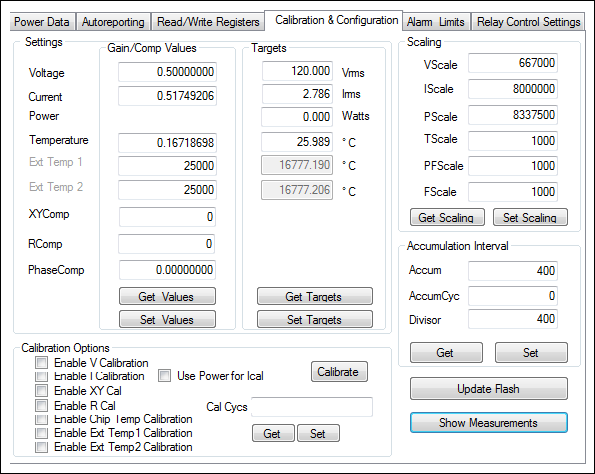 Power Data Autoreporting Read/Write Registers Calibration & Configuration Alarm Limits Relay Control Settings
Settings Gain/Comp Values Targets
Voltage 0.50000000 120.000 Vrms
Current 0.51749206 2.786 Irms
Power 0.000 Watts
Temperature 0.16718698 25.989 ° C
Ext Temp 1 25000 16777.190 ° C
Ext Temp 2 25000 16777.206 ° C
XYComp 0
RComp 0
PhaseComp 0.00000000
Get Values Get Targets
Set Values Set Targets
Scaling
VScale 667000
IScale 8000000
PScale 8337500
TScale 1000
PFScale 1000
FScale 1000
Get Scaling Set Scaling
Accumulation Interval
Accum 400
AccumCyc 0
Divisor 400
Get Set
Calibration Options
Enable V Calibration
Enable I Calibration Use Power for Ical Calibrate
Enable XY Cal
Enable R Cal Cal Cycs
Enable Chip Temp Calibration
Enable Ext Temp1 Calibration Get Set
Enable Ext Temp2 Calibration
Update Flash
Show Measurements